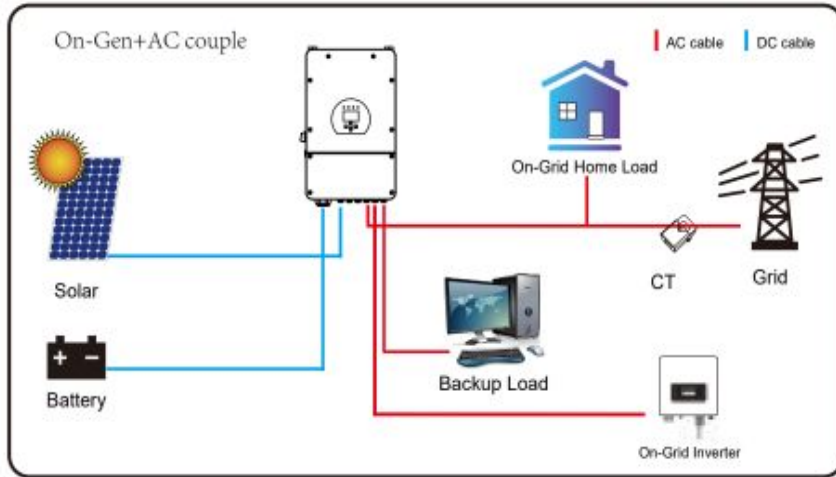 On-Gen+AC couple
AC cable
DC cable
On-Grid Home Load
Solar
CT
Grid
Battery
Backup Load
On-Grid Inverter